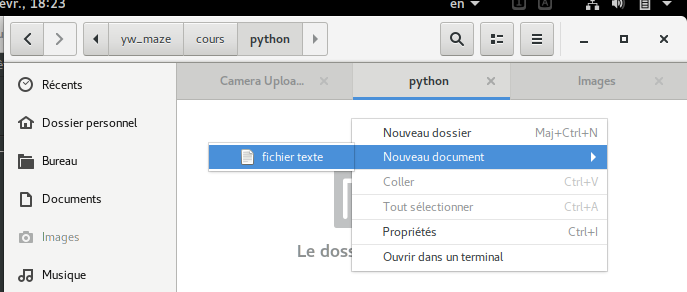 évr., 18:23
en
yw_maze
cours
python
Camera Uploa...
python
Images
Récents
Dossier personnel
Bureau
Documents
Images
Musique
Nouveau dossier Maj+Ctrl+N
Nouveau document
fichier texte
Coller Ctrl+V
Tout sélectionner Ctrl+A
Propriétés Ctrl+I
Ouvrir dans un terminal
Le doss